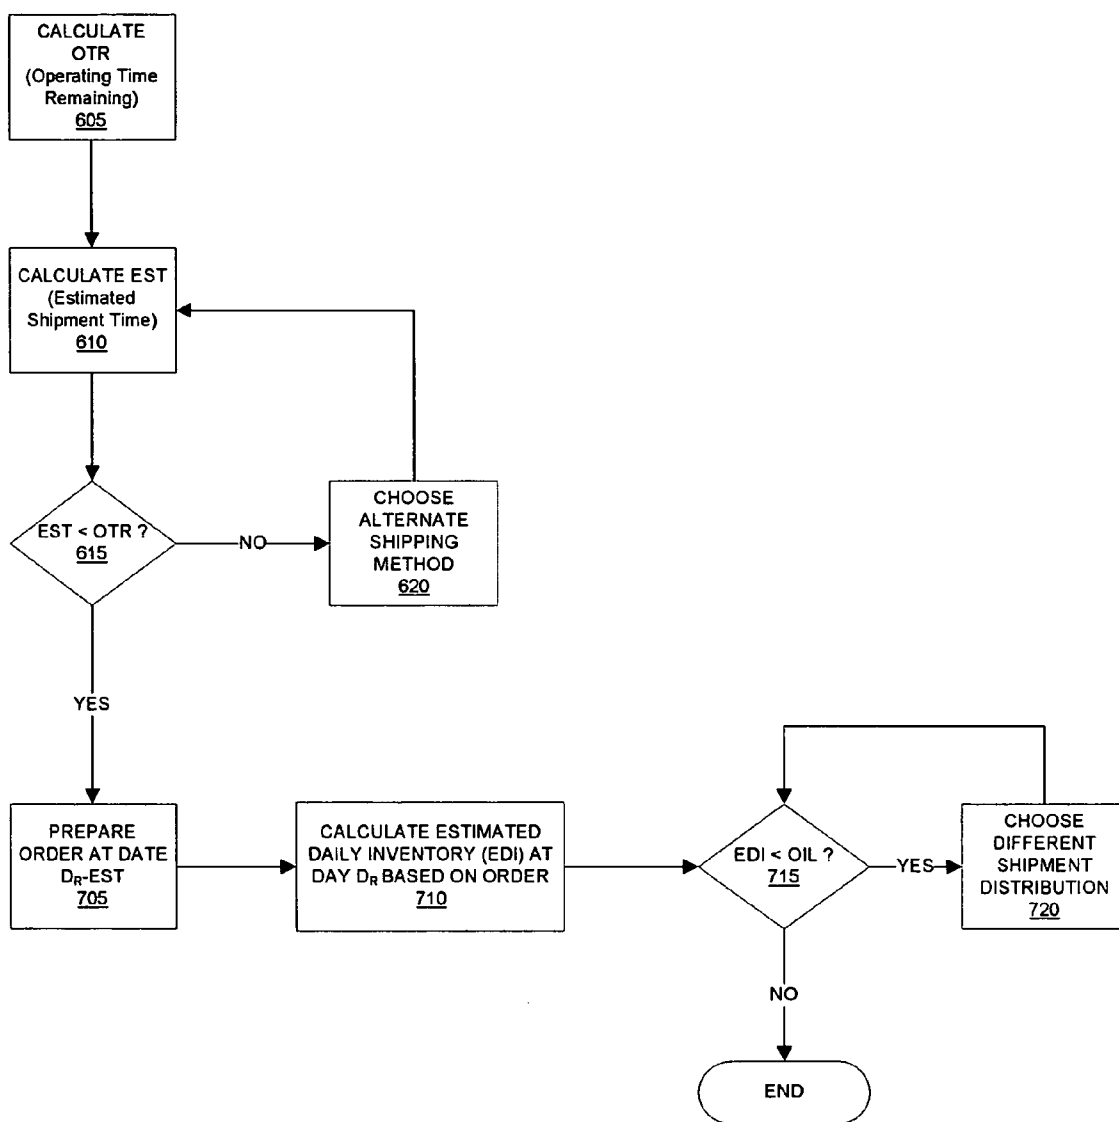 CALCULATE
OTR
(Operating Time
Remaining)
605
CALCULATE EST
(Estimated
Shipment Time)
610
EST < OTR ?
615
NO
CHOOSE
ALTERNATE
SHIPPING
METHOD
620
YES
PREPARE
ORDER AT DATE
D_R-EST
705
CALCULATE ESTIMATED
DAILY INVENTORY (EDI) AT
DAY D_R BASED ON ORDER
710
EDI < OIL ?
715
YES
CHOOSE
DIFFERENT
SHIPMENT
DISTRIBUTION
720
NO
END